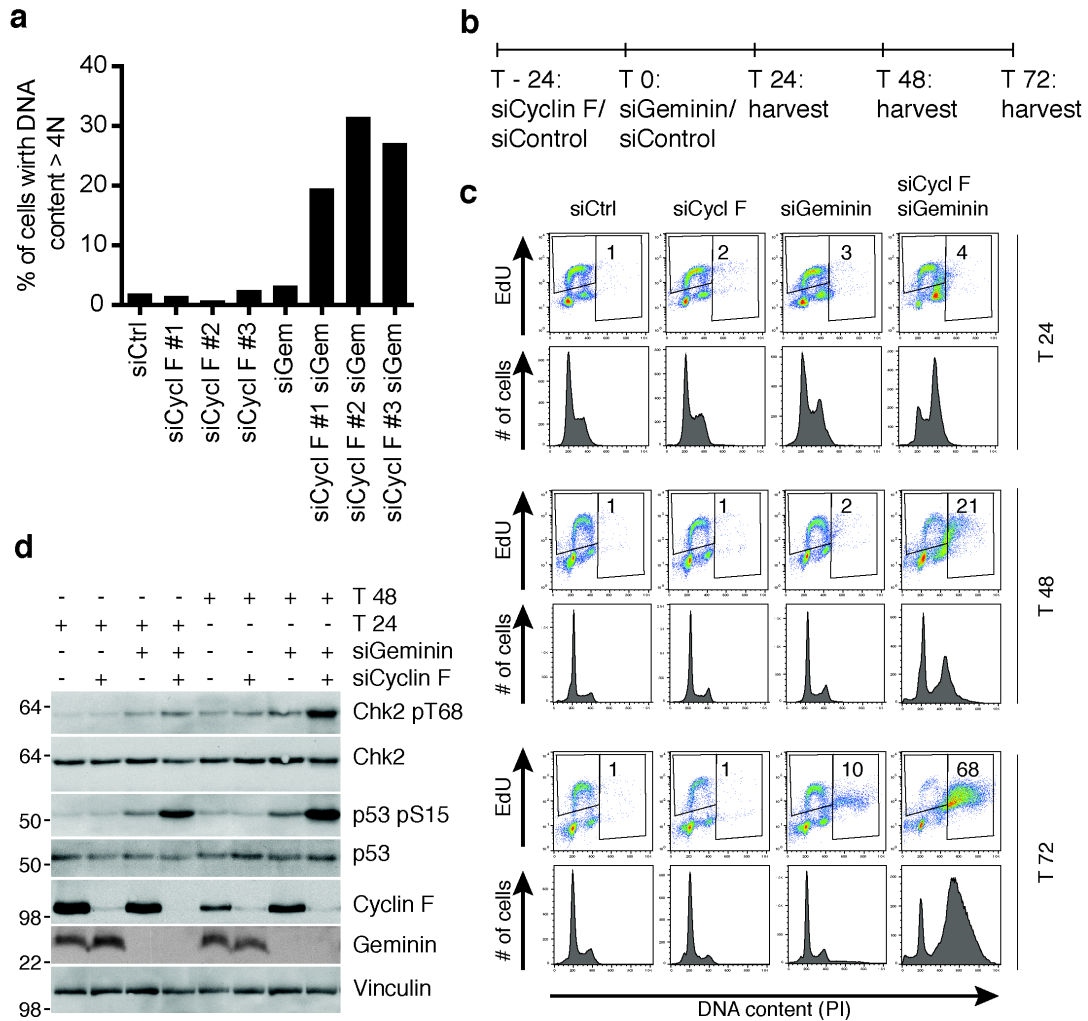 a
% of cells wirth DNA
content > 4N
40
30
20
10
0
siCtrl
siCycl F #1
siCycl F #2
siCycl F #3
siGem
siCycl F #1 siGem
siCycl F #2 siGem
siCycl F #3 siGem
b
T - 24:
siCyclin F/
siControl
T 0:
siGeminin/
siControl
T 24:
harvest
T 48:
harvest
T 72:
harvest
c
siCtrl
siCycl F
siGeminin
siCycl F
siGeminin
EdU
1
2
3
4
# of cells
T 24
EdU
1
1
2
21
# of cells
T 48
EdU
1
1
10
68
# of cells
T 72
DNA content (PI)
d
- - - - + + + + T 48
+ + + + - - - - T 24
- - + + - - + + siGeminin
- + - + - + - + siCyclin F
64- Chk2 pT68
64- Chk2
50- p53 pS15
50- p53
98- Cyclin F
22- Geminin
98- Vinculin